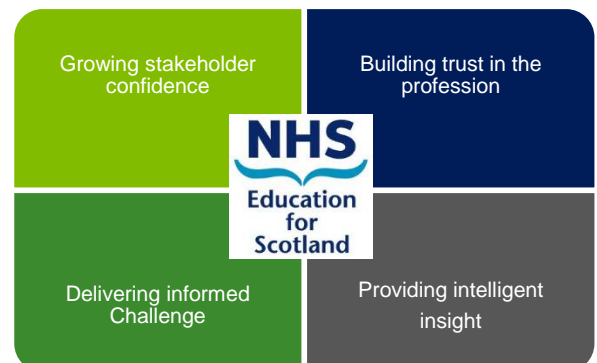 Growing stakeholder
confidence
Building trust in the
profession
NHS
Education
for
Scotland
Delivering informed
Challenge
Providing intelligent
insight